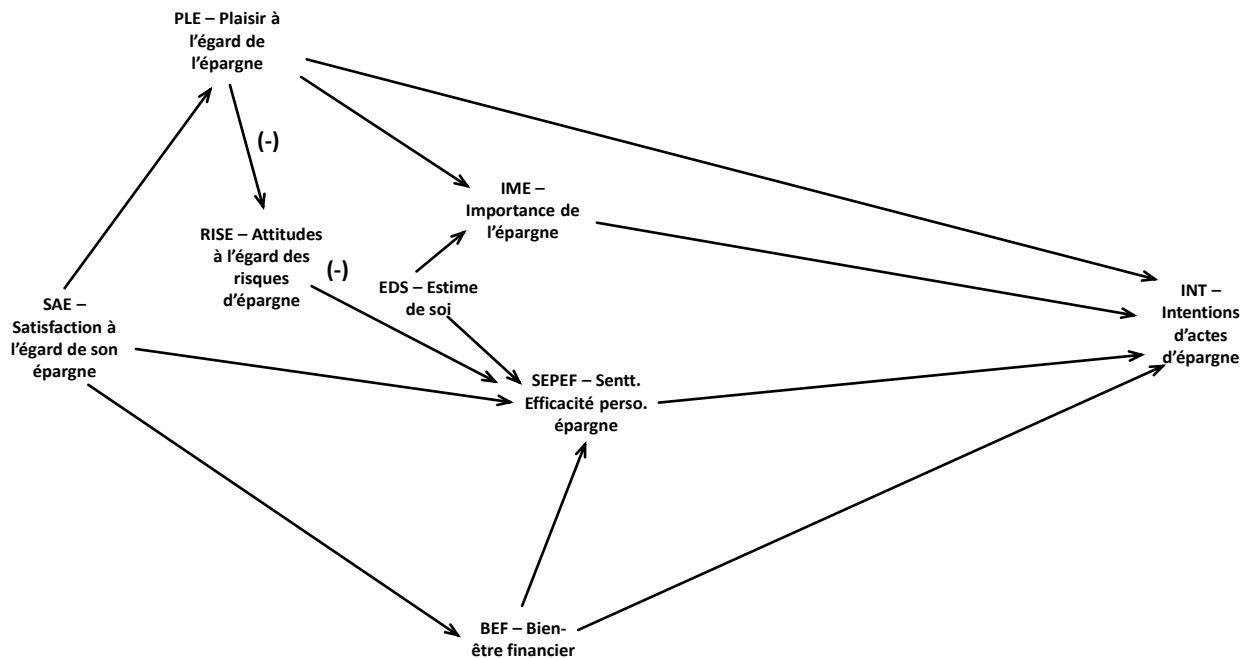 PLE – Plaisir à
l'égard de
l'épargne
(-)
IME –
Importance de
l'épargne
RISE – Attitudes
à l'égard des
risques
d'épargne
(-)
EDS – Estime
de soi
SAE –
Satisfaction à
l'égard de son
épargne
INT –
Intentions
d'actes
d'épargne
SEPEF – Sentt.
Efficacité perso.
épargne
BEF – Bien-
être financier